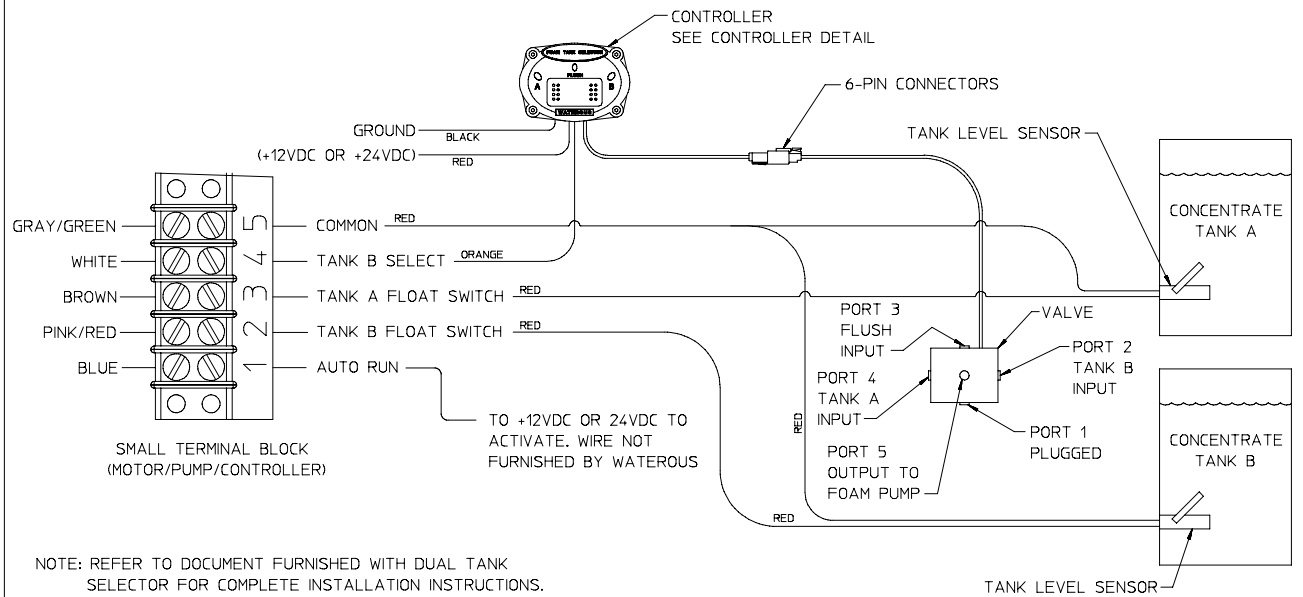 CONTROLLER
SEE CONTROLLER DETAIL
FOAM TANK SELECTOR
FLUSH
A
B
WATEROUS
6-PIN CONNECTORS
GROUND
BLACK
(+12VDC OR +24VDC)
RED
TANK LEVEL SENSOR
CONCENTRATE
TANK A
GRAY/GREEN
5
COMMON
RED
WHITE
4
TANK B SELECT
ORANGE
BROWN
3
TANK A FLOAT SWITCH
RED
PINK/RED
2
TANK B FLOAT SWITCH
RED
BLUE
1
AUTO RUN
TO +12VDC OR 24VDC TO
ACTIVATE. WIRE NOT
FURNISHED BY WATEROUS
SMALL TERMINAL BLOCK
(MOTOR/PUMP/CONTROLLER)
PORT 3
FLUSH
INPUT
VALVE
PORT 2
TANK B
INPUT
PORT 4
TANK A
INPUT
PORT 1
PLUGGED
PORT 5
OUTPUT TO
FOAM PUMP
RED
RED
CONCENTRATE
TANK B
TANK LEVEL SENSOR
NOTE: REFER TO DOCUMENT FURNISHED WITH DUAL TANK
SELECTOR FOR COMPLETE INSTALLATION INSTRUCTIONS.